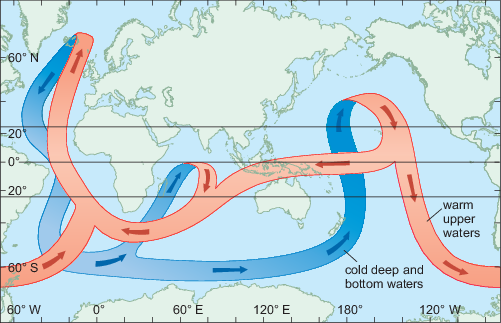 60° N
20°
0°
20°
60° S
warm
upper
waters
cold deep and
bottom waters
60° W
0°
60° E
120° E
180°
120° W